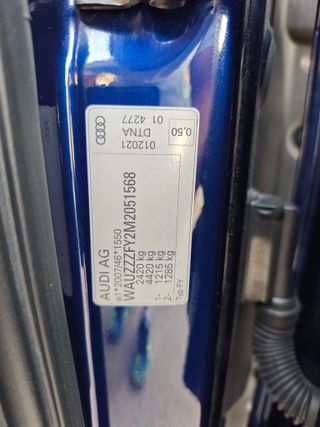 AUDI AG
e1*2007/46*1550
WAUZZZFY2M2051568
2420 kg
4420 kg
1- 1215 kg
2- 1285 kg
Typ FY
012021
DTNA
01 4277
0,50